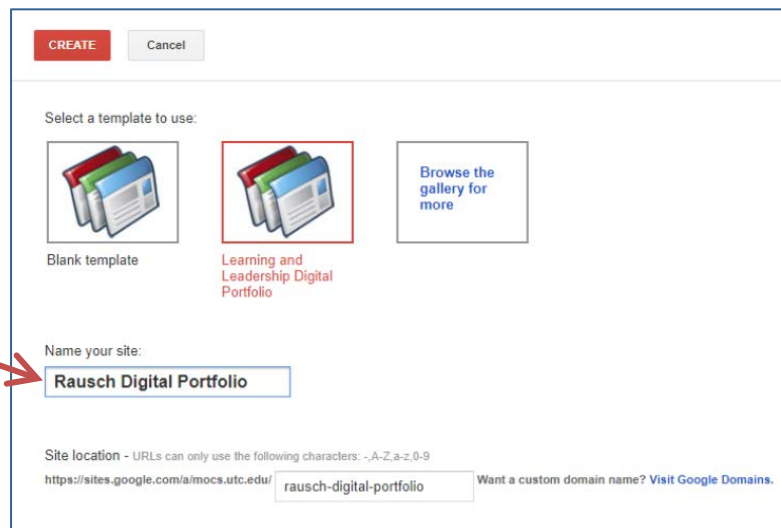 CREATE Cancel
Select a template to use:
Blank template
Learning and
Leadership Digital
Portfolio
Browse the
gallery for
more
Name your site:
Rausch Digital Portfolio
Site location - URLs can only use the following characters: -,A-Z,a-z,0-9
https://sites.google.com/a/mocs.utc.edu/ rausch-digital-portfolio Want a custom domain name? Visit Google Domains.